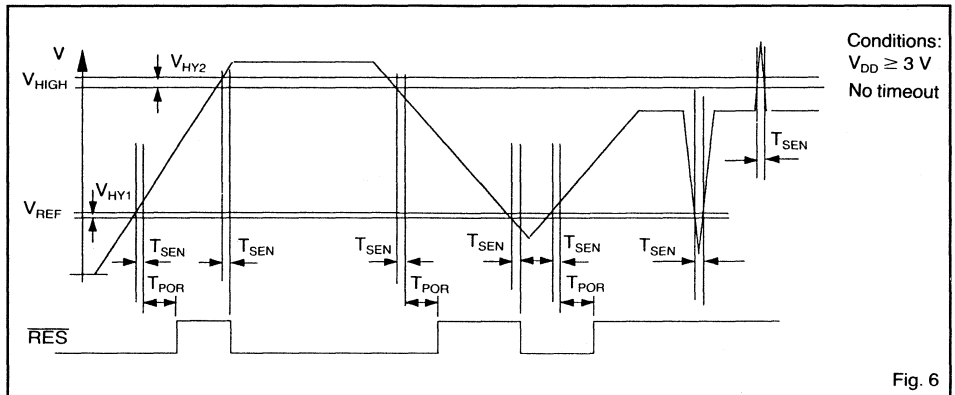 V
V_HY2
V_HIGH
Conditions:
V_DD ≥ 3 V
No timeout
T_SEN
V_HY1
V_REF
T_SEN
T_SEN
T_SEN
T_SEN
T_SEN
T_SEN
T_POR
T_POR
T_POR
RES
Fig. 6